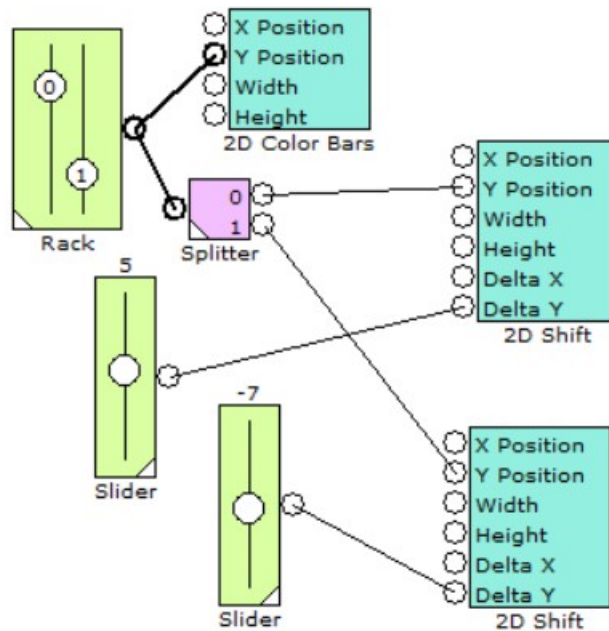 0
1
Rack
X Position
Y Position
Width
Height
2D Color Bars
0
1
Splitter
X Position
Y Position
Width
Height
Delta X
Delta Y
2D Shift
5
Slider
-7
Slider
X Position
Y Position
Width
Height
Delta X
Delta Y
2D Shift